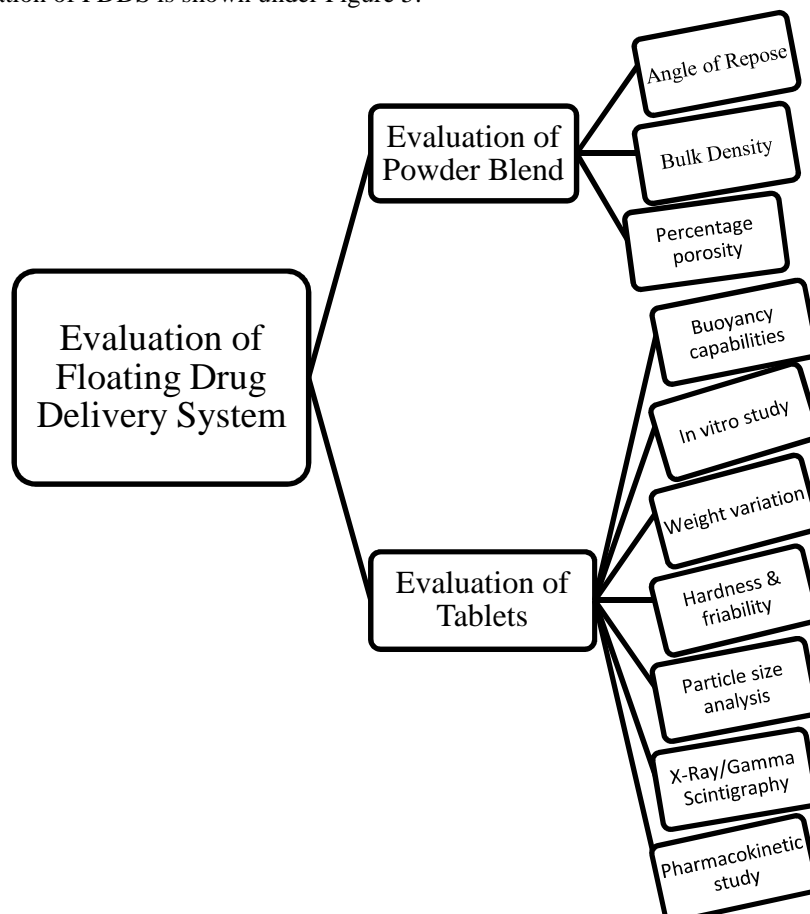 ation of FDDS is shown under Figure 3.
Evaluation of
Floating Drug
Delivery System
Evaluation of
Powder Blend
Angle of Repose
Bulk Density
Percentage
porosity
Evaluation of
Tablets
Buoyancy
capabilities
In vitro study
Weight variation
Hardness &
friability
Particle size
analysis
X-Ray/Gamma
Scintigraphy
Pharmacokinetic
study